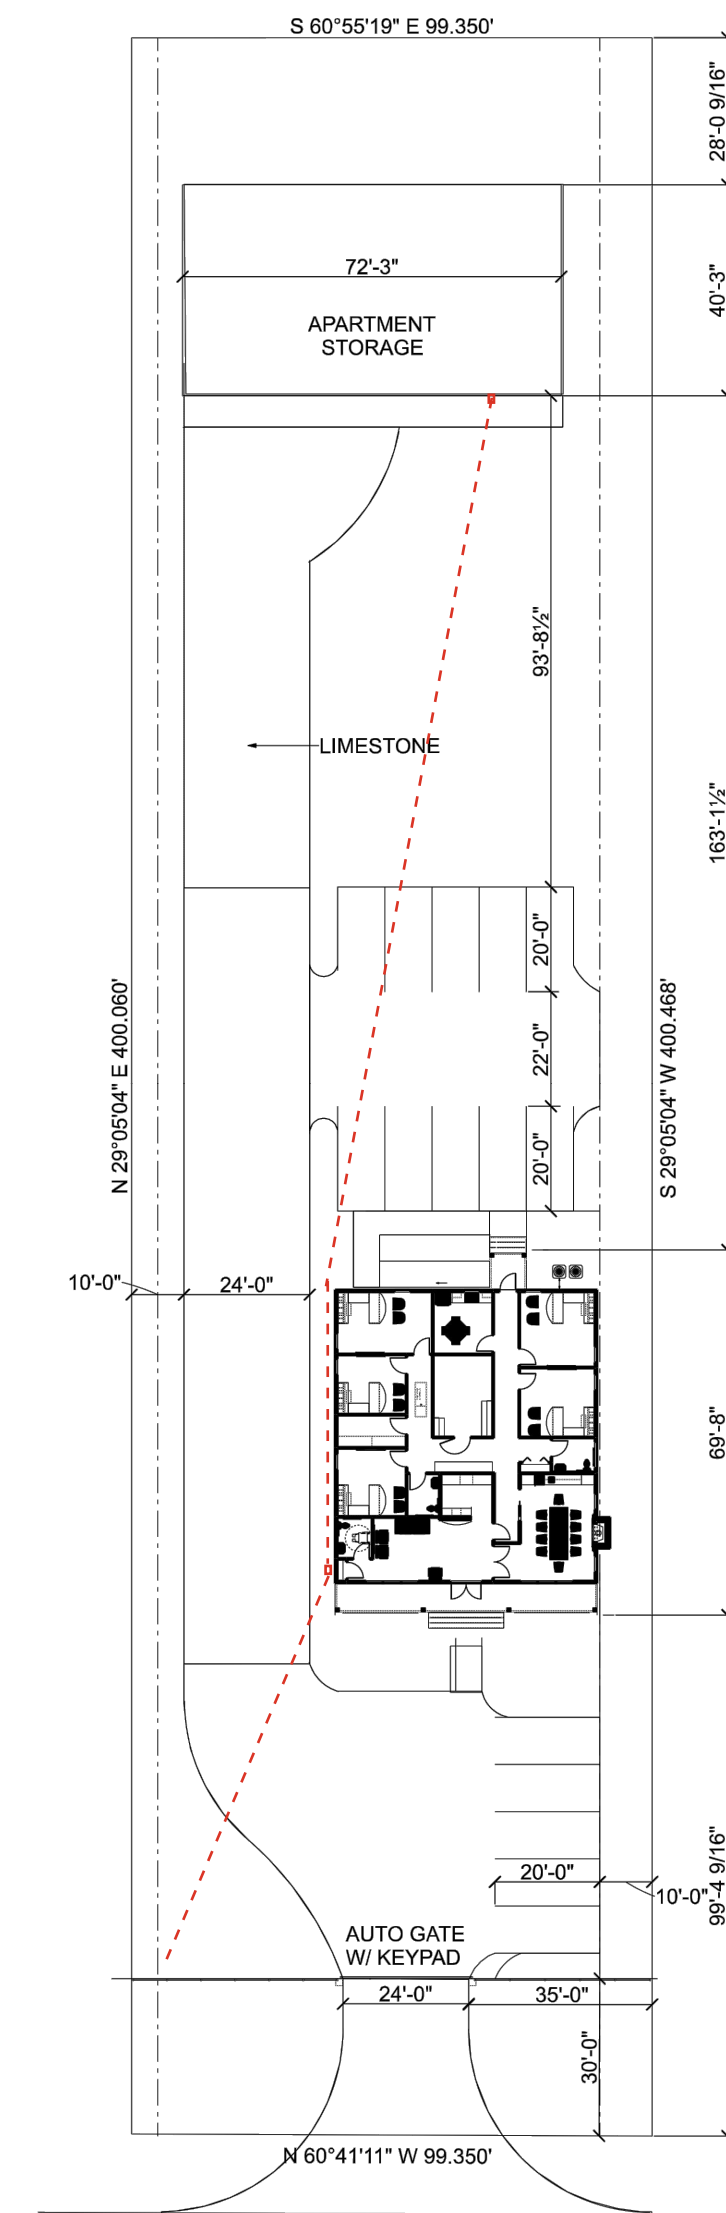 S 60°55'19" E 99.350'
28'-0 9/16"
72'-3"
40'-3"
APARTMENT
STORAGE
93'-8½"
LIMESTONE
163'-1½"
20'-0"
N 29°05'04" E 400.060'
22'-0"
S 29°05'04" W 400.468'
20'-0"
10'-0"
24'-0"
69'-8"
20'-0"
10'-0"
99'-4 9/16"
AUTO GATE
W/ KEYPAD
24'-0"
35'-0"
30'-0"
N 60°41'11" W 99.350'